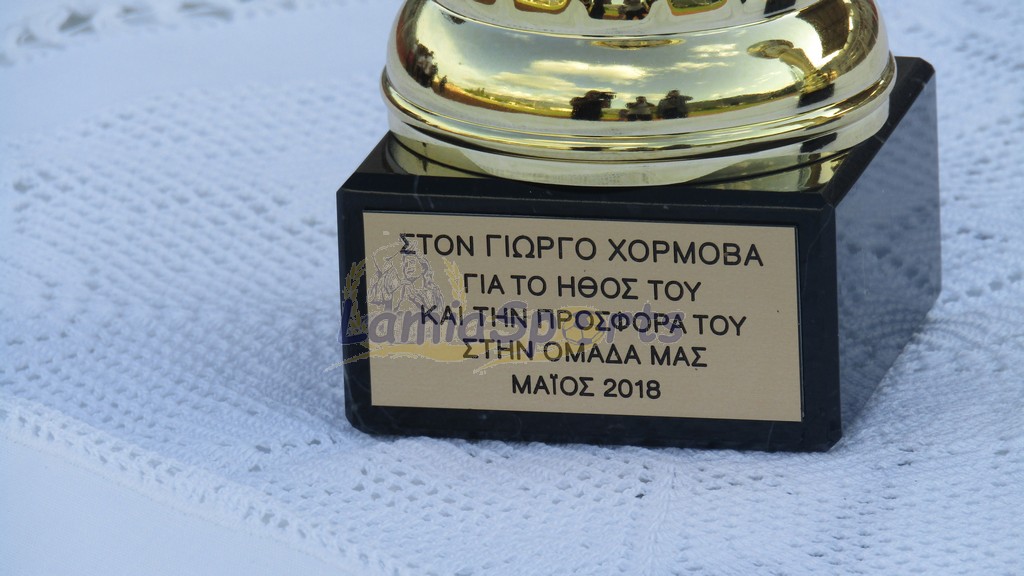 ΣΤΟΝ ΓΙΩΡΓΟ ΧΟΡΜΟΒΑ
ΓΙΑ ΤΟ ΗΘΟΣ ΤΟΥ
ΚΑΙ ΤΗΝ ΠΡΟΣΦΟΡΑ ΤΟΥ
LamiaSports
ΣΤΗΝ ΟΜΑΔΑ ΜΑΣ
ΜΑΪΟΣ 2018